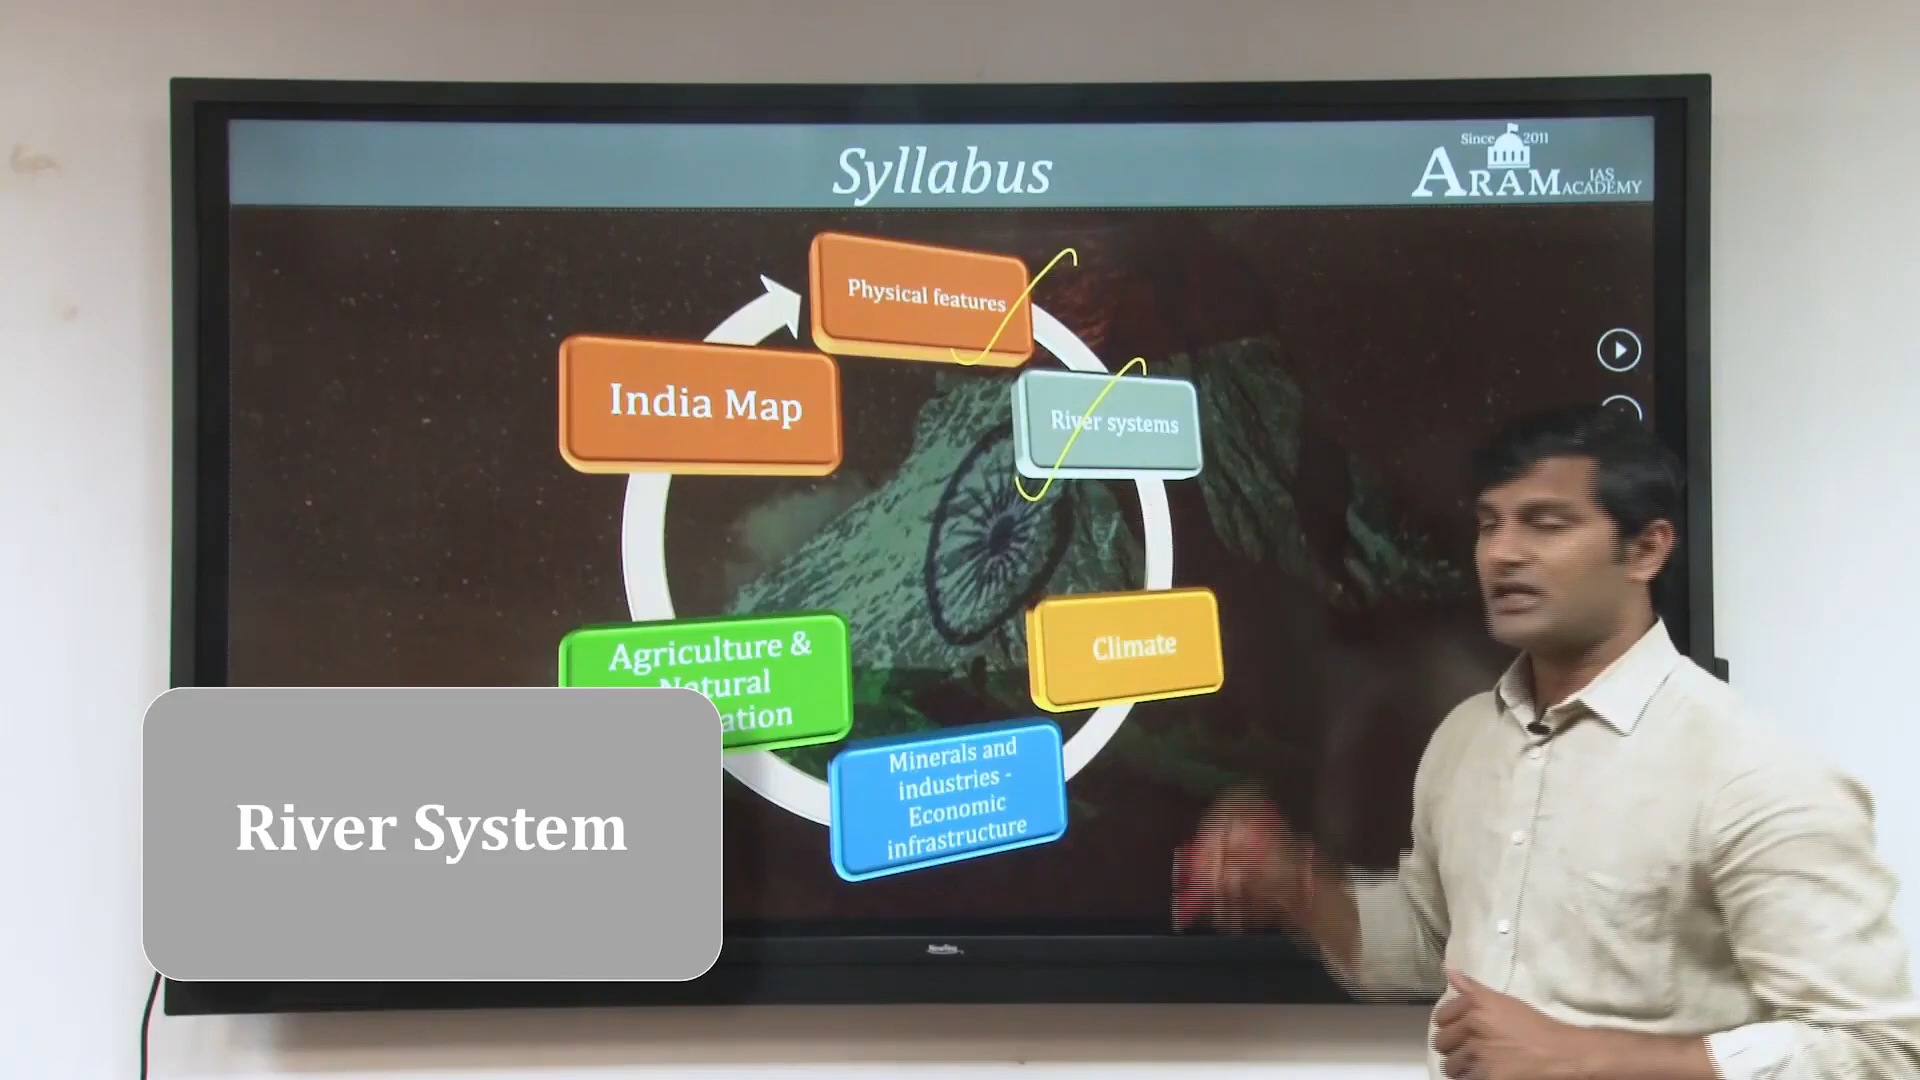 Syllabus
Since 2011
ARAM IAS ACADEMY
Physical features
India Map
River systems
Agriculture &
Natural
ation
Climate
Minerals and
industries -
Economic
infrastructure
River System